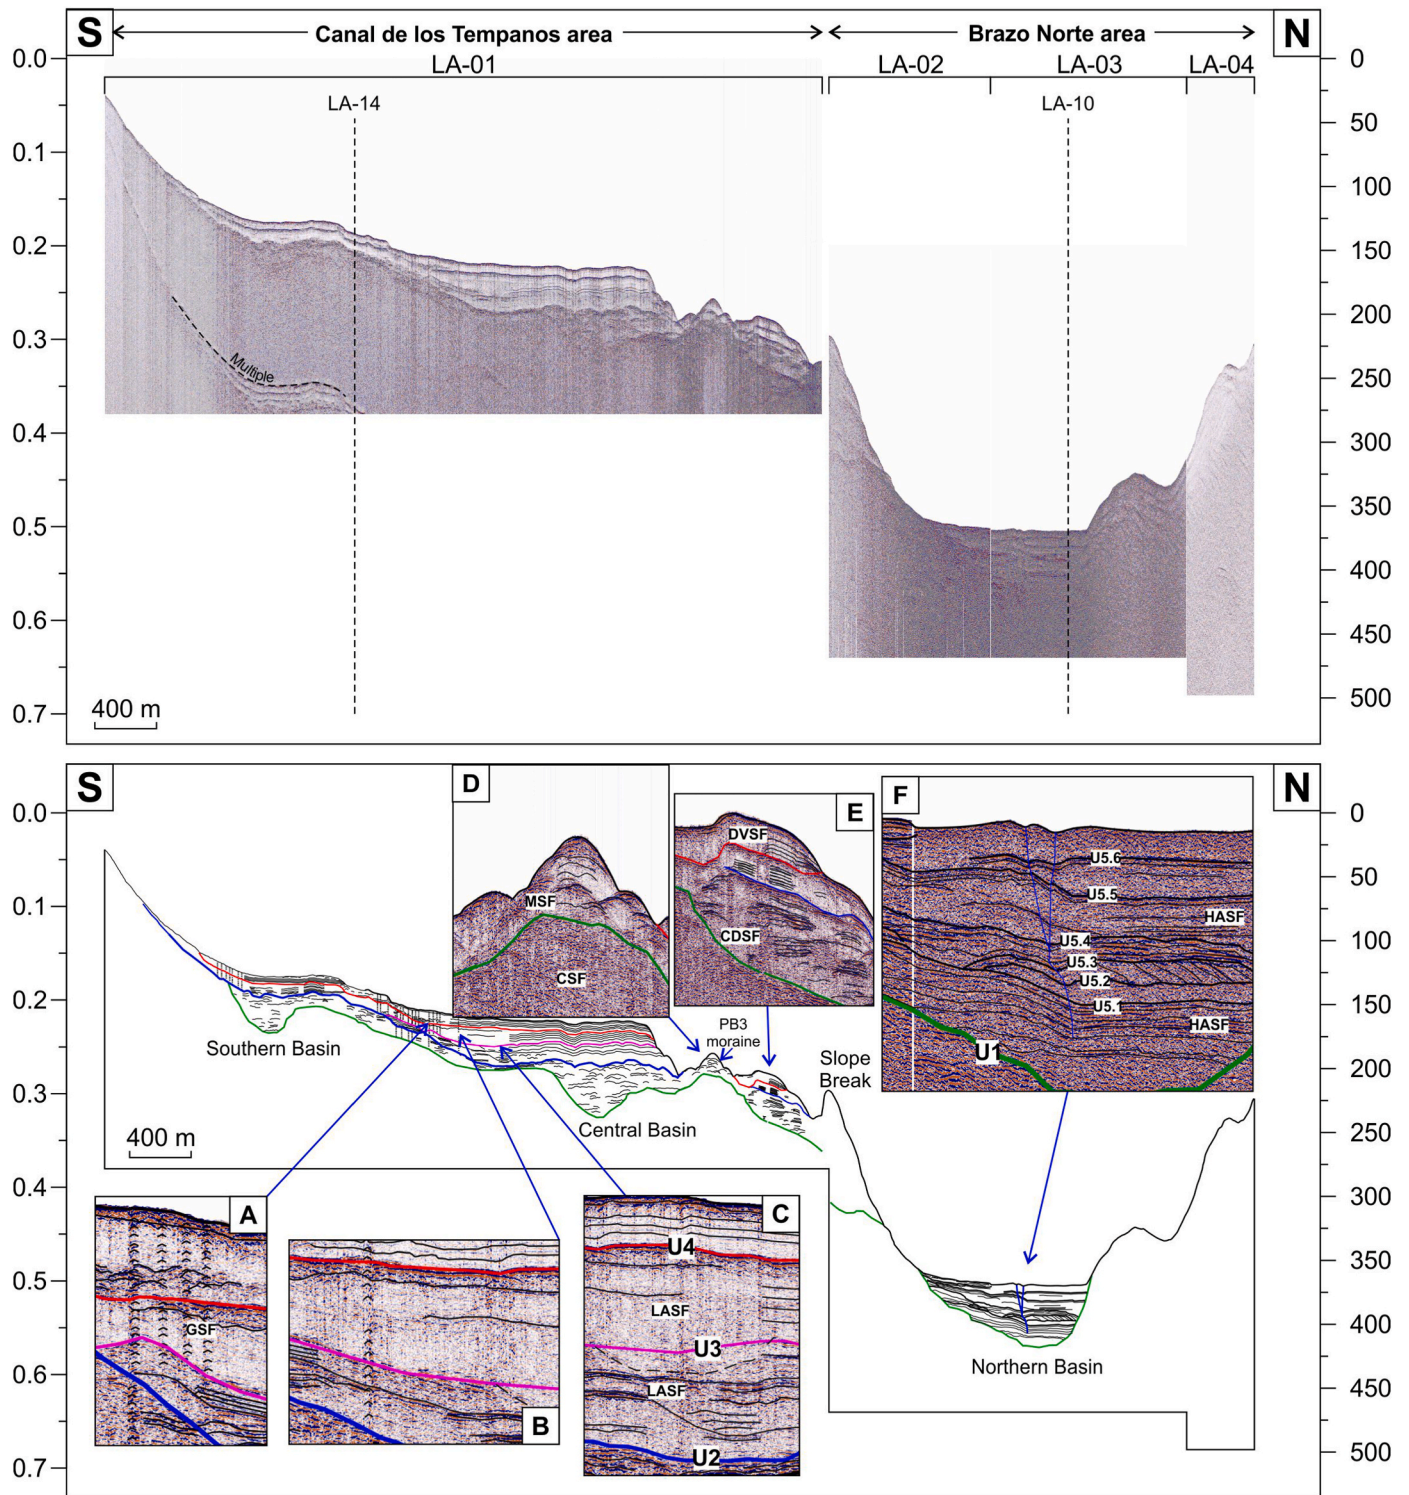 S
Canal de los Tempanos area
Brazo Norte area
N
LA-01
LA-02
LA-03
LA-04
LA-14
LA-10
0.0
0.1
0.2
0.3
0.4
0.5
0.6
0.7
0
50
100
150
200
250
300
350
400
450
500
Multiple
400 m
S
N
D
MSF
CSF
E
DVSF
CDSF
F
U5.6
U5.5
HASF
U5.4
U5.3
U5.2
U5.1
HASF
U1
0.0
0.1
0.2
0.3
0.4
0.5
0.6
0.7
0
50
100
150
200
250
300
350
400
450
500
Southern Basin
PB3
moraine
Slope
Break
Central Basin
400 m
A
GSF
B
C
U4
LASF
U3
LASF
U2
Northern Basin